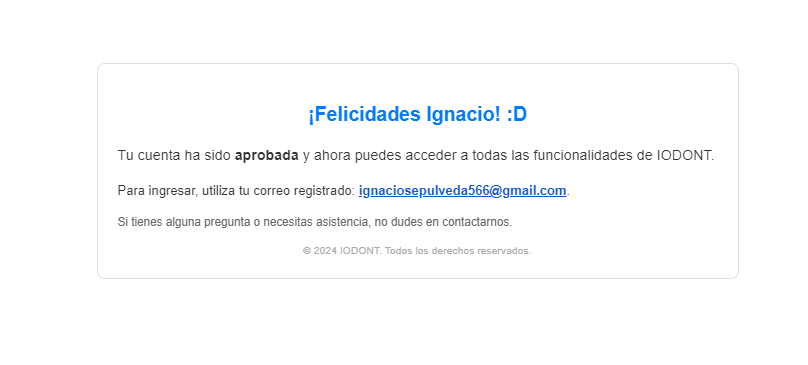 ¡Felicidades Ignacio! :D
Tu cuenta ha sido aprobada y ahora puedes acceder a todas las funcionalidades de IODONT.
Para ingresar, utiliza tu correo registrado: ignaciosepulveda566@gmail.com.
Si tienes alguna pregunta o necesitas asistencia, no dudes en contactarnos.
© 2024 IODONT. Todos los derechos reservados.